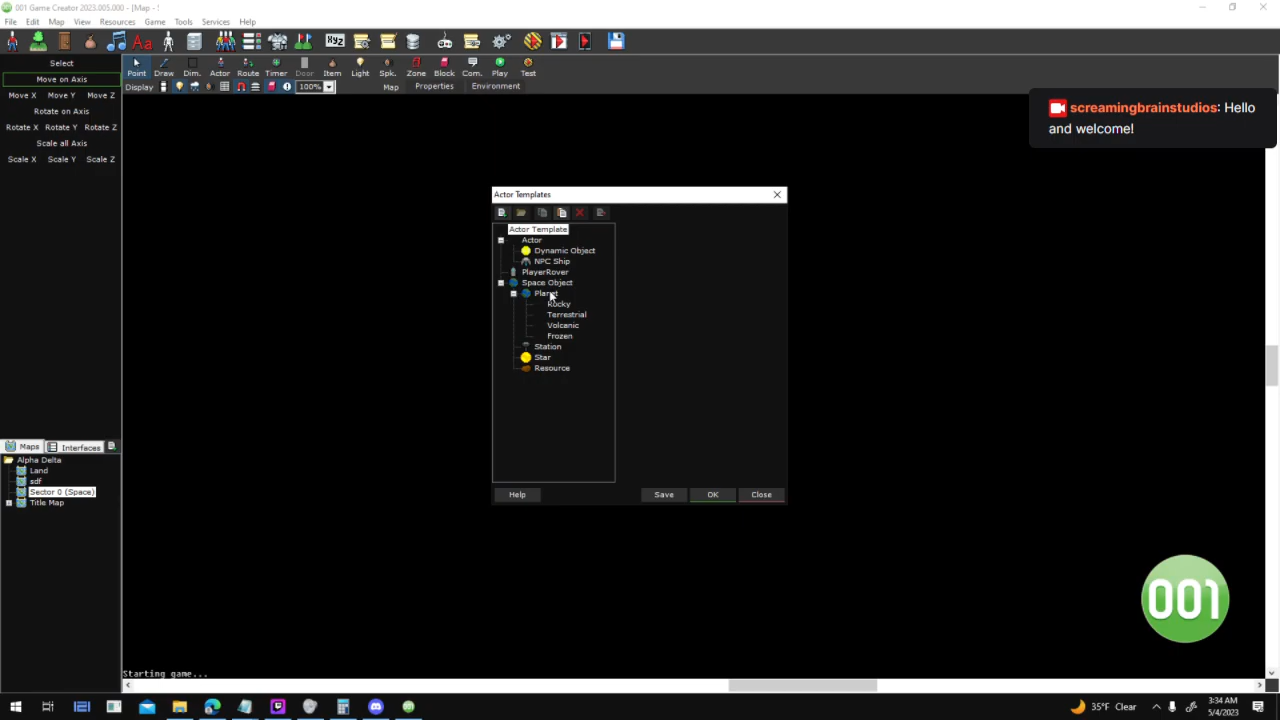 001 Game Creator 2023.005.000 - [Map - !
File Edit Map View Resources Game Tools Services Help
Select
Move on Axis
Move X Move Y Move Z
Rotate on Axis
Rotate X Rotate Y Rotate Z
Scale all Axis
Scale X Scale Y Scale Z
Point Draw Dim. Actor Route Timer Door Item Light Spk. Zone Block Com. Play Test
Display 100% Map Properties Environment
screamingbrainstudios: Hello
and welcome!
Actor Templates
Actor Template
Actor
Dynamic Object
NPC Ship
PlayerRover
Space Object
Planet
Rocky
Terrestrial
Volcanic
Frozen
Station
Star
Resource
Help Save OK Close
Maps Interfaces
Alpha Delta
Land
sdf
Sector 0 (Space)
Title Map
001
Starting game...
35°F Clear
3:34 AM
5/4/2023